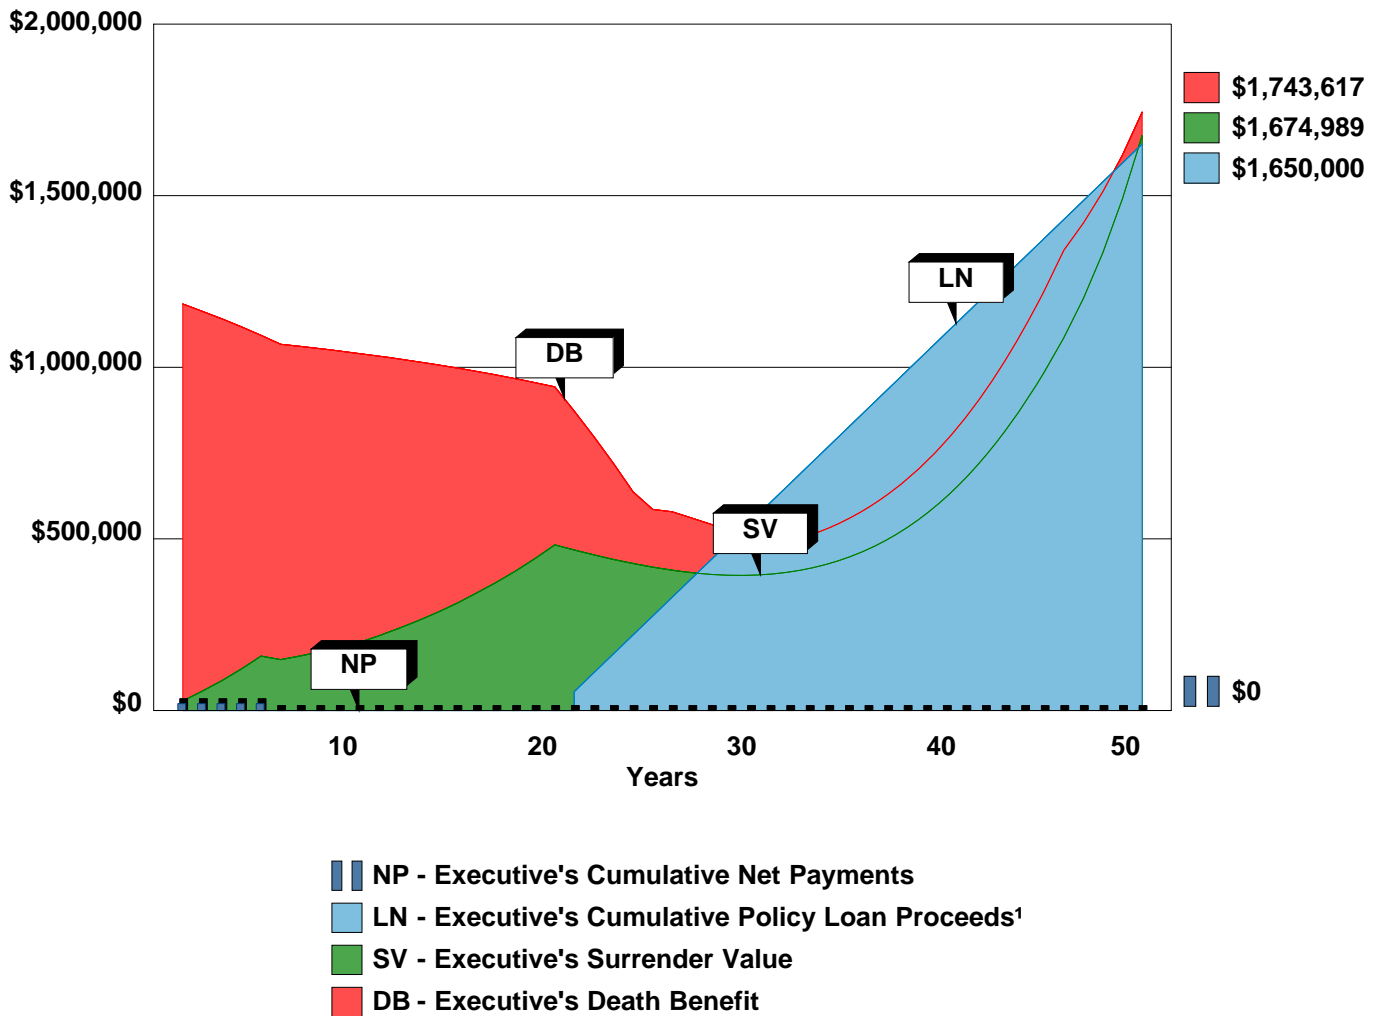 $2,000,000
$1,743,617
$1,674,989
$1,650,000
$1,500,000
LN
DB
$1,000,000
SV
$500,000
NP
$0
$0
10 20 30 40 50
Years
NP - Executive's Cumulative Net Payments
LN - Executive's Cumulative Policy Loan Proceeds¹
SV - Executive's Surrender Value
DB - Executive's Death Benefit